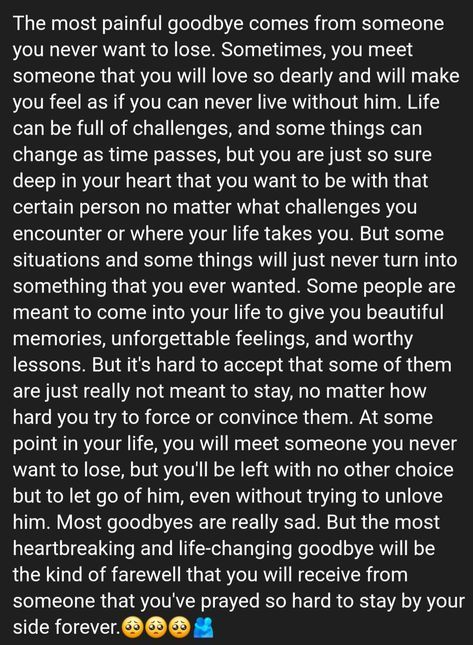 The most painful goodbye comes from someone
you never want to lose. Sometimes, you meet
someone that you will love so dearly and will make
you feel as if you can never live without him. Life
can be full of challenges, and some things can
change as time passes, but you are just so sure
deep in your heart that you want to be with that
certain person no matter what challenges you
encounter or where your life takes you. But some
situations and some things will just never turn into
something that you ever wanted. Some people are
meant to come into your life to give you beautiful
memories, unforgettable feelings, and worthy
lessons. But it's hard to accept that some of them
are just really not meant to stay, no matter how
hard you try to force or convince them. At some
point in your life, you will meet someone you never
want to lose, but you'll be left with no other choice
but to let go of him, even without trying to unlove
him. Most goodbyes are really sad. But the most
heartbreaking and life-changing goodbye will be
the kind of farewell that you will receive from
someone that you've prayed so hard to stay by your
side forever.🥺🥺🥺🫂